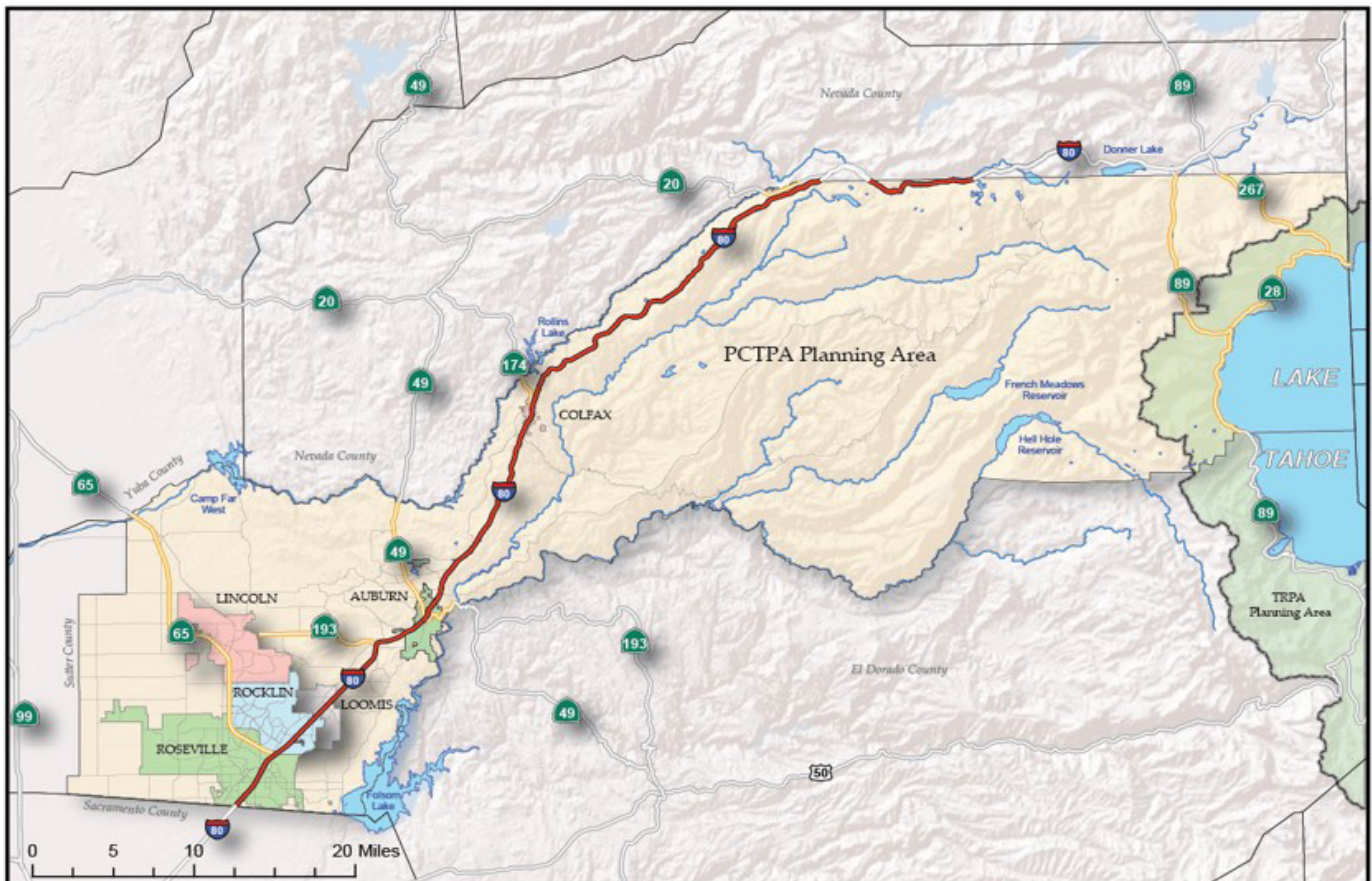 49
89
Nevada County
80
Donner Lake
20
267
80
89
28
20
Rollins
Lake
174
PCTPA Planning Area
49
LAKE
French Meadows
Reservoir
COLFAX
Hell Hole
Reservoir
Nevada County
TAHOE
65
Yuba County
80
Camp Far
West
89
49
LINCOLN
AUBURN
TRPA
Planning Area
65
193
193
Sutter County
El Dorado County
80
ROCKLIN
LOOMIS
99
49
ROSEVILLE
50
Folsom
Lake
Sacramento County
80
0 5 10 20 Miles